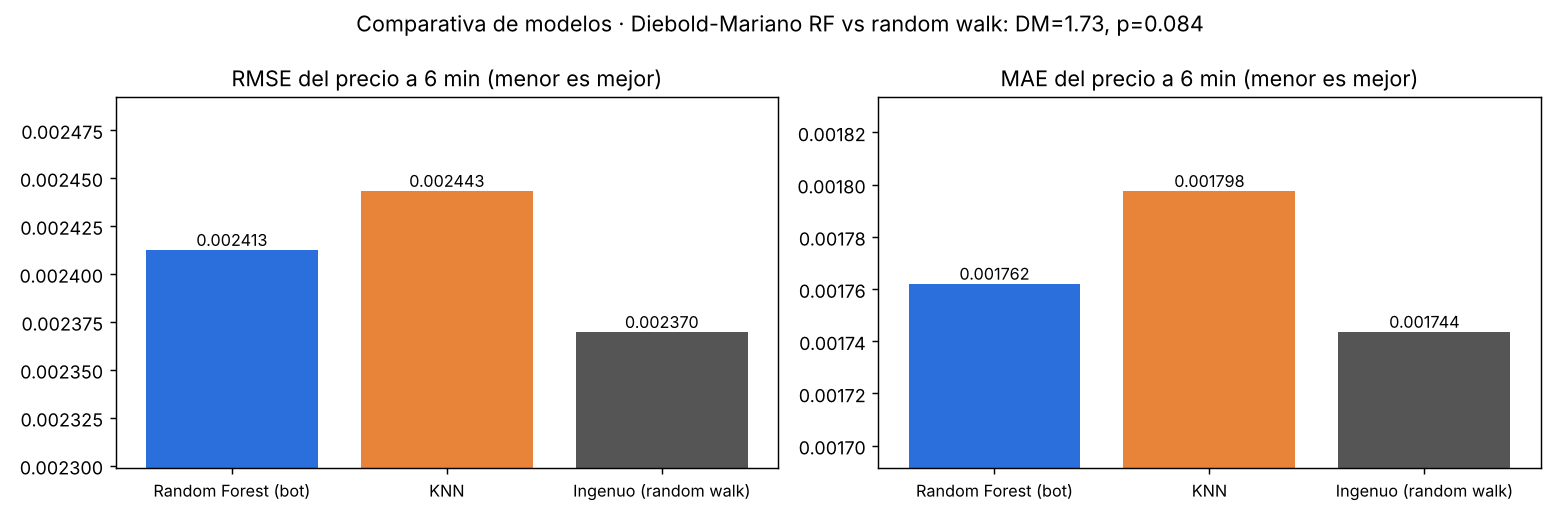 Comparativa de modelos · Diebold-Mariano RF vs random walk: DM=1.73, p=0.084
RMSE del precio a 6 min (menor es mejor)
0.002475
0.002450
0.002425
0.002400
0.002375
0.002350
0.002325
0.002300
0.002413
0.002443
0.002370
Random Forest (bot)
KNN
Ingenuo (random walk)
MAE del precio a 6 min (menor es mejor)
0.00182
0.00180
0.00178
0.00176
0.00174
0.00172
0.00170
0.001762
0.001798
0.001744
Random Forest (bot)
KNN
Ingenuo (random walk)